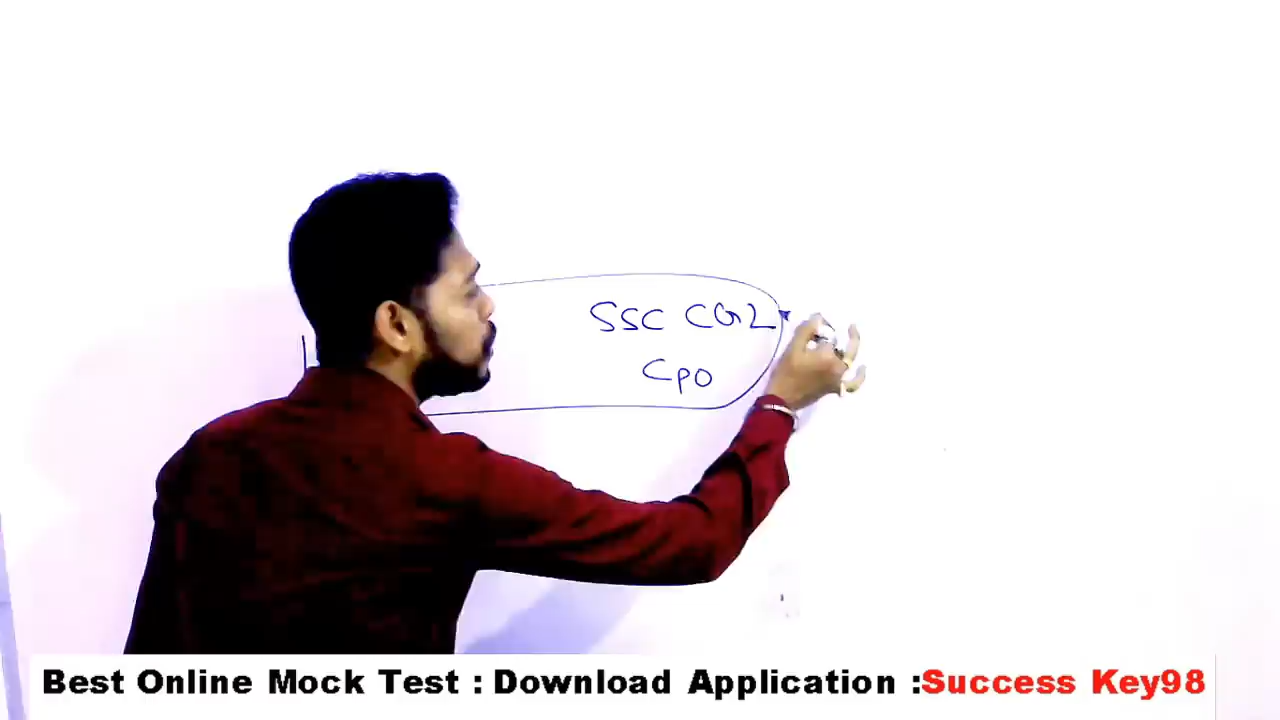 SSC CGL
CPO
Best Online Mock Test : Download Application :Success Key98